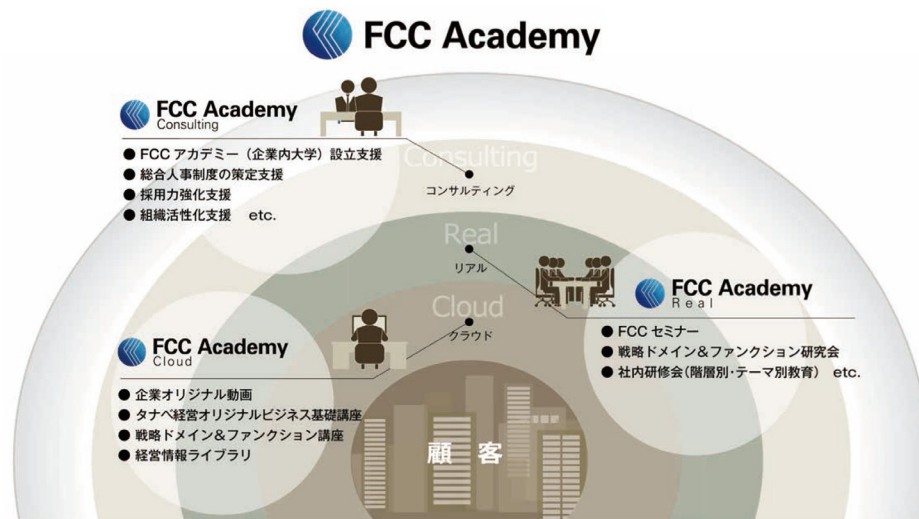 FCC Academy
FCC Academy
Consulting
● FCC アカデミー（企業内大学）設立支援
● 総合人事制度の策定支援
● 採用力強化支援
● 組織活性化支援　etc.
Consulting
コンサルティング
Real
リアル
FCC Academy
Real
● FCC セミナー
● 戦略ドメイン＆ファンクション研究会
● 社内研修会（階層別・テーマ別教育）　etc.
Cloud
クラウド
FCC Academy
Cloud
● 企業オリジナル動画
● タナベ経営オリジナルビジネス基礎講座
● 戦略ドメイン＆ファンクション講座
● 経営情報ライブラリ
顧　客